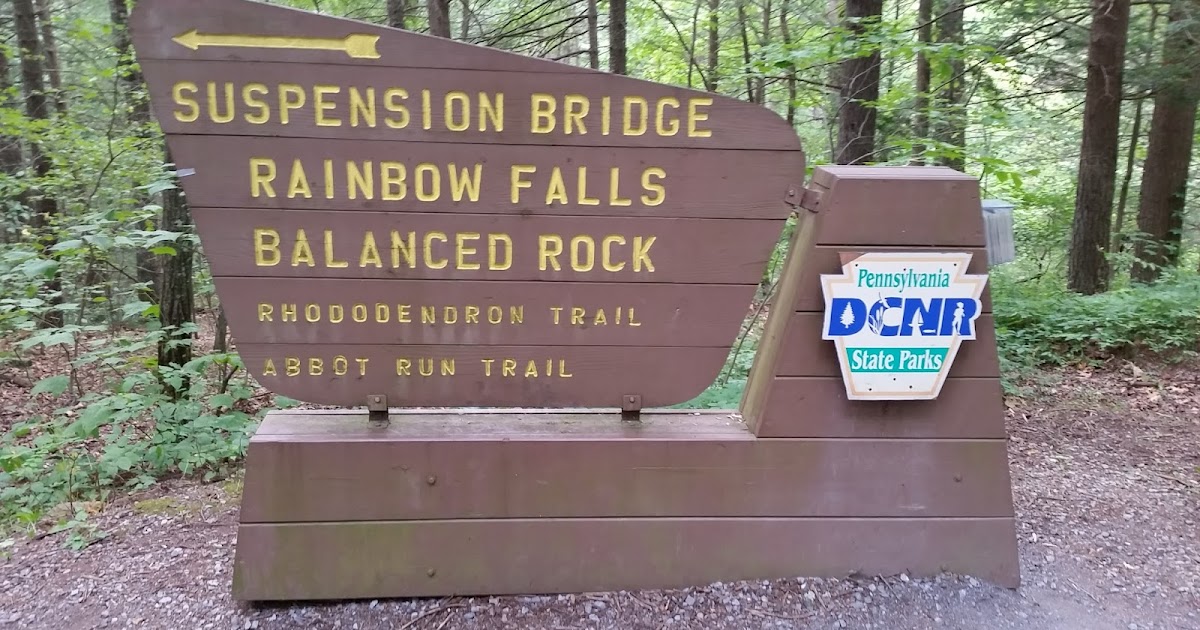 SUSPENSION BRIDGE
RAINBOW FALLS
BALANCED ROCK
RHODODENDRON TRAIL
ABBOT RUN TRAIL
Pennsylvania
DCNR
State Parks